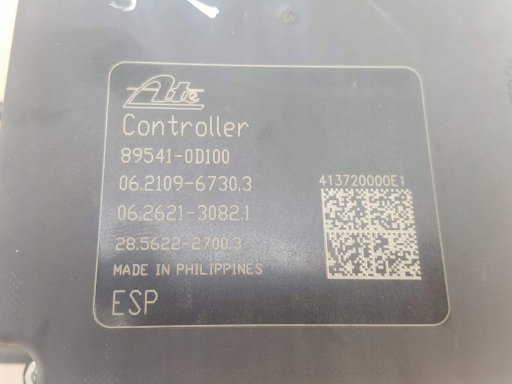 Ate
Controller
89541-0D100
06.2109-6730.3
413720000E1
06.2621-3082.1
28.5622-2700.3
MADE IN PHILIPPINES
ESP